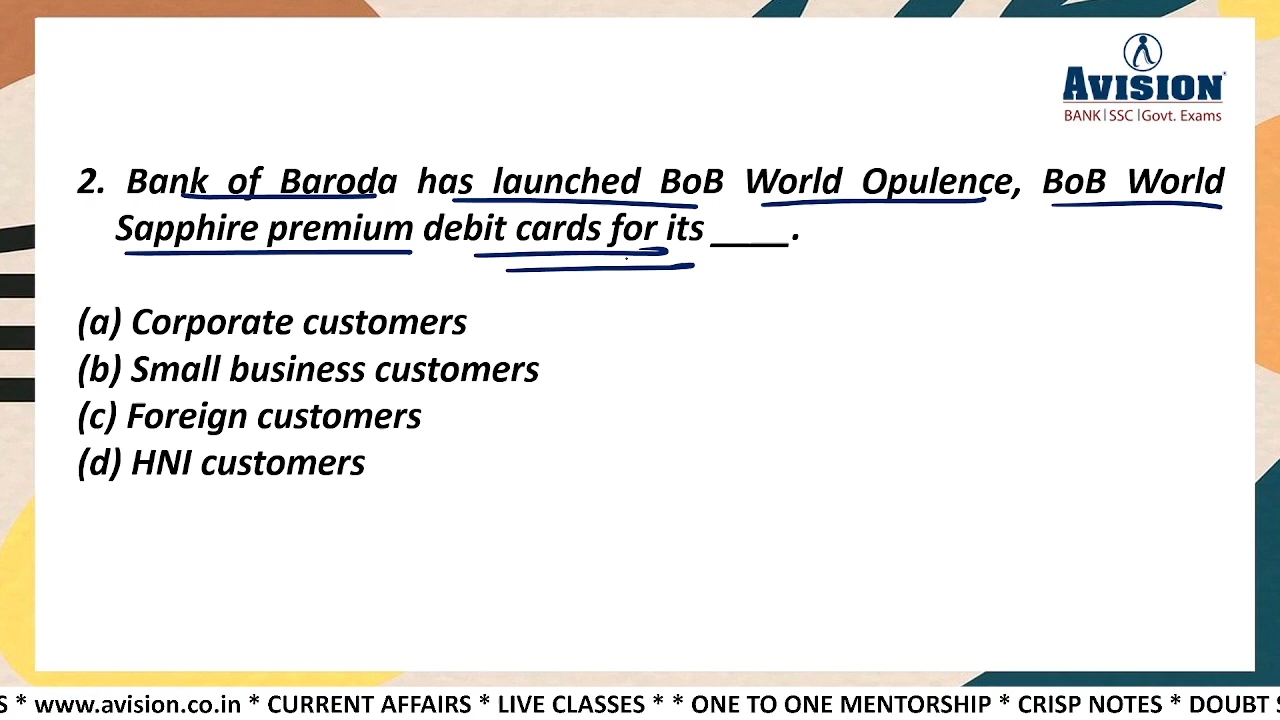 AVISION
BANK | SSC | Govt. Exams
2. Bank of Baroda has launched BoB World Opulence, BoB World
Sapphire premium debit cards for its ____.
(a) Corporate customers
(b) Small business customers
(c) Foreign customers
(d) HNI customers
S * www.avision.co.in * CURRENT AFFAIRS * LIVE CLASSES * * ONE TO ONE MENTORSHIP * CRISP NOTES * DOUBT